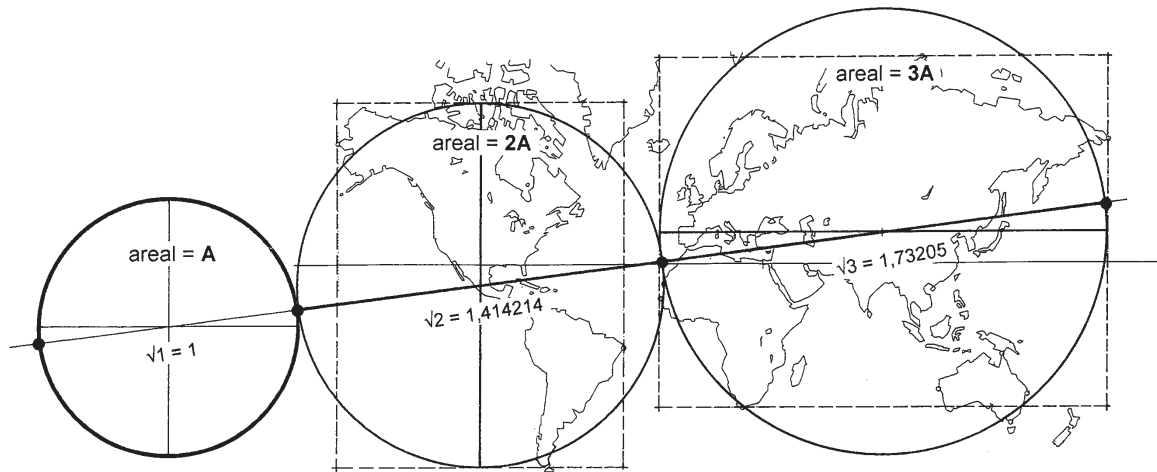 areal = A
√1 = 1
areal = 2A
√2 = 1,414214
areal = 3A
√3 = 1,73205